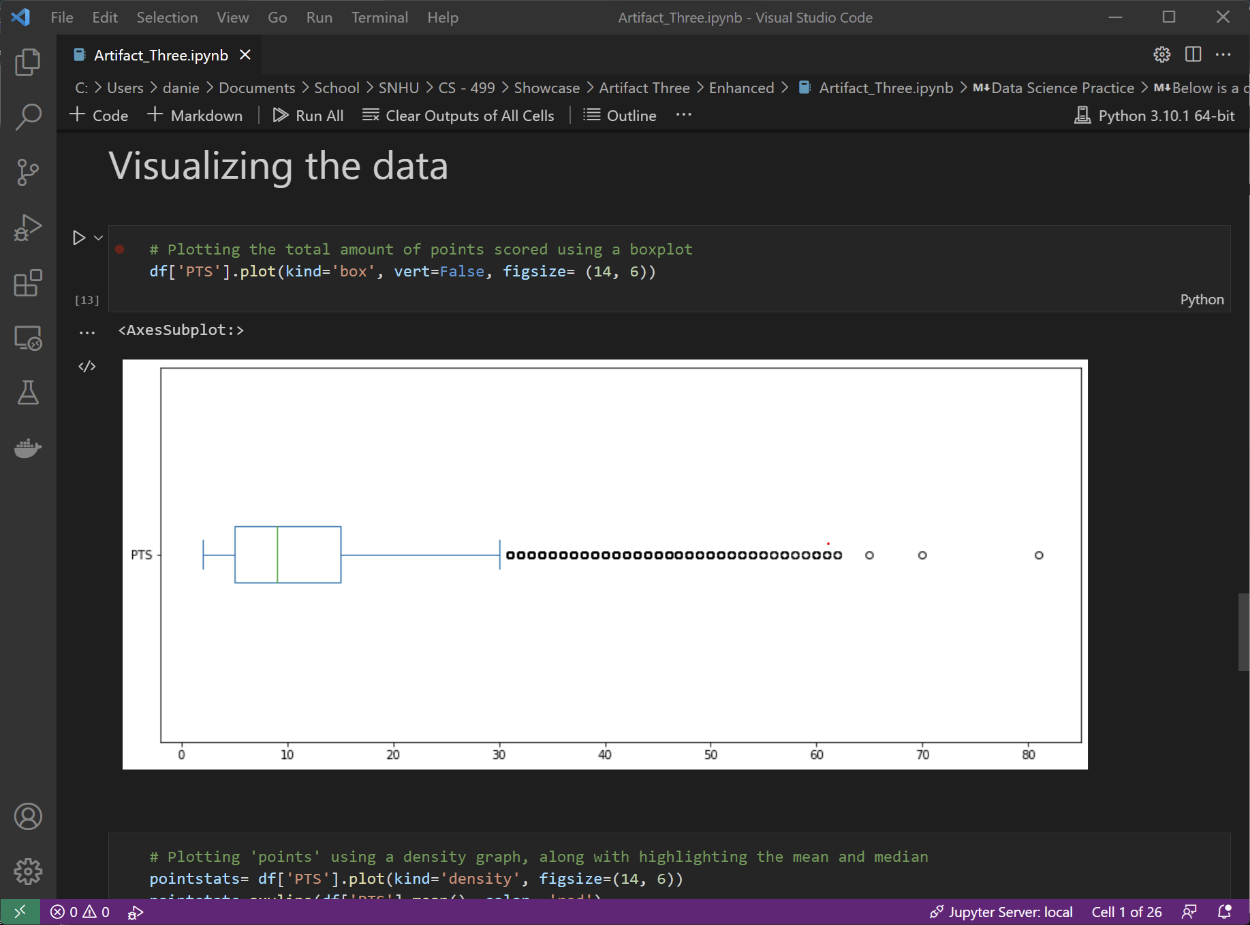 File Edit Selection View Go Run Terminal Help Artifact_Three.ipynb - Visual Studio Code
Artifact_Three.ipynb
C: > Users > danie > Documents > School > SNHU > CS - 499 > Showcase > Artifact Three > Enhanced > Artifact_Three.ipynb > M↓Data Science Practice > M↓Below is a
+ Code + Markdown Run All Clear Outputs of All Cells Outline ... Python 3.10.1 64-bit
Visualizing the data
# Plotting the total amount of points scored using a boxplot
df['PTS'].plot(kind='box', vert=False, figsize= (14, 6))
[13]
Python
<AxesSubplot:>
PTS
0 10 20 30 40 50 60 70 80
# Plotting 'points' using a density graph, along with highlighting the mean and median
pointstats= df['PTS'].plot(kind='density', figsize=(14, 6))
0 0 Jupyter Server: local Cell 1 of 26